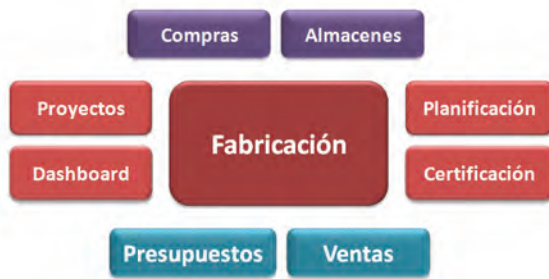 Compras
Almacenes
Proyectos
Planificación
Fabricación
Dashboard
Certificación
Presupuestos
Ventas